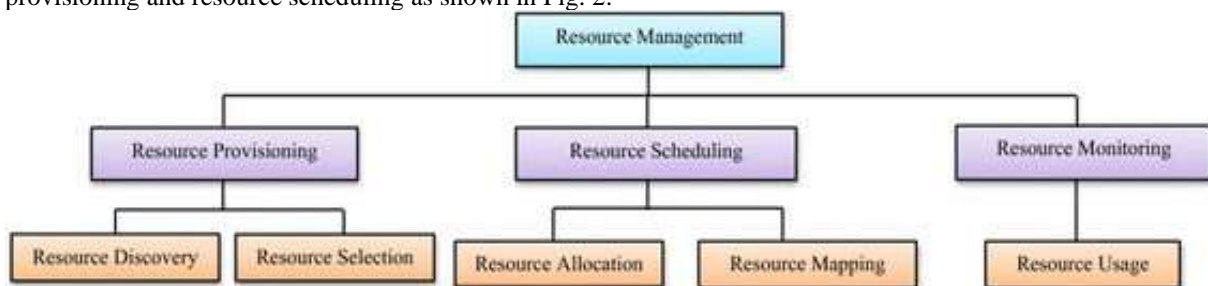 provisioning and resource scheduling as shown in Fig. 2.
Resource Management
Resource Provisioning
Resource Scheduling
Resource Monitoring
Resource Discovery
Resource Selection
Resource Allocation
Resource Mapping
Resource Usage